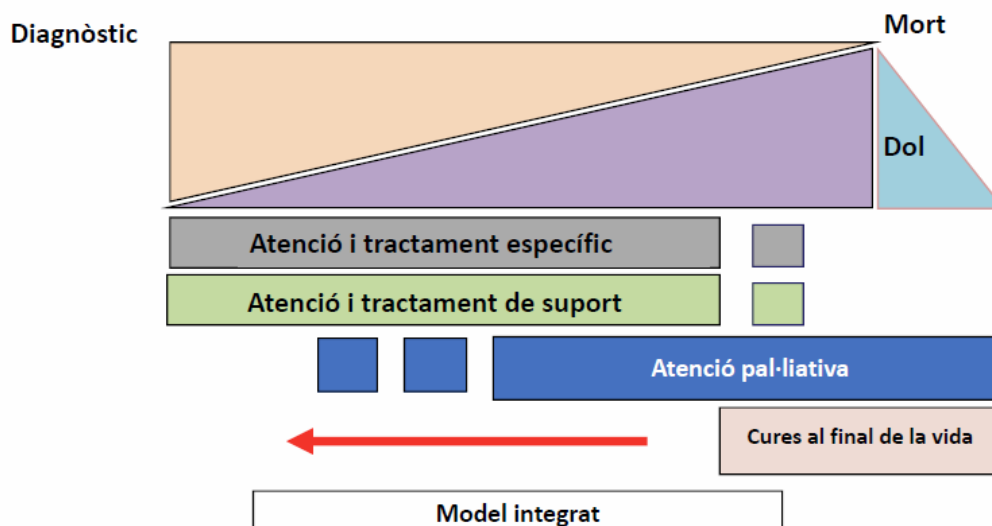 Diagnòstic
Mort
Dol
Atenció i tractament específic
Atenció i tractament de suport
Atenció pal·liativa
Cures al final de la vida
Model integrat